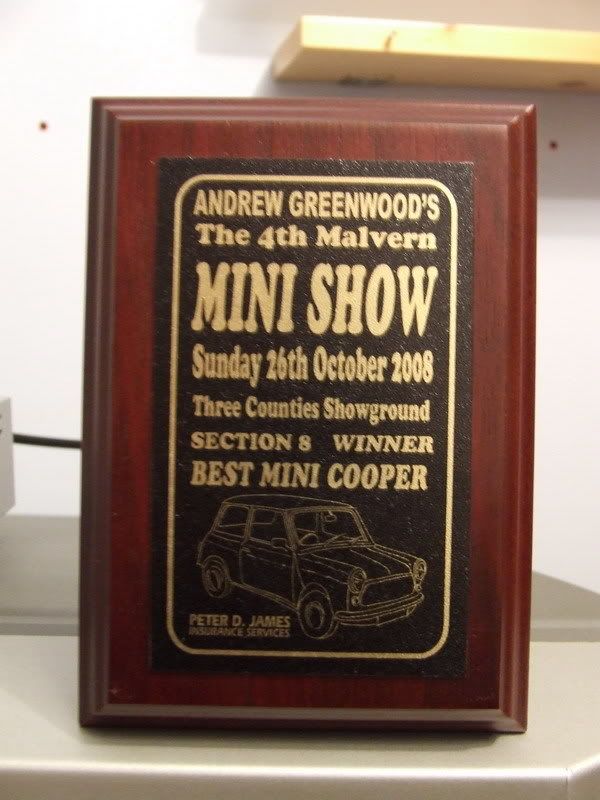 ANDREW GREENWOOD'S
The 4th Malvern
MINI SHOW
Sunday 26th October 2008
Three Counties Showground
SECTION 8 WINNER
BEST MINI COOPER
PETER D. JAMES
INSURANCE SERVICES